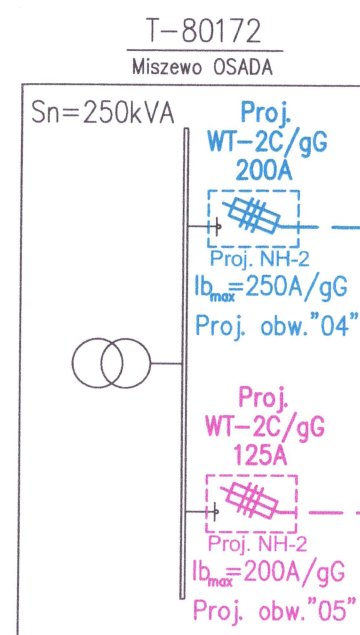 T-80172
Miszewo OSADA
Sn=250kVA
Proj.
WT-2C/gG
200A
Proj. NH-2
Ibmax=250A/gG
Proj. obw."04"
Proj.
WT-2C/gG
125A
Proj. NH-2
Ibmax=200A/gG
Proj. obw."05"